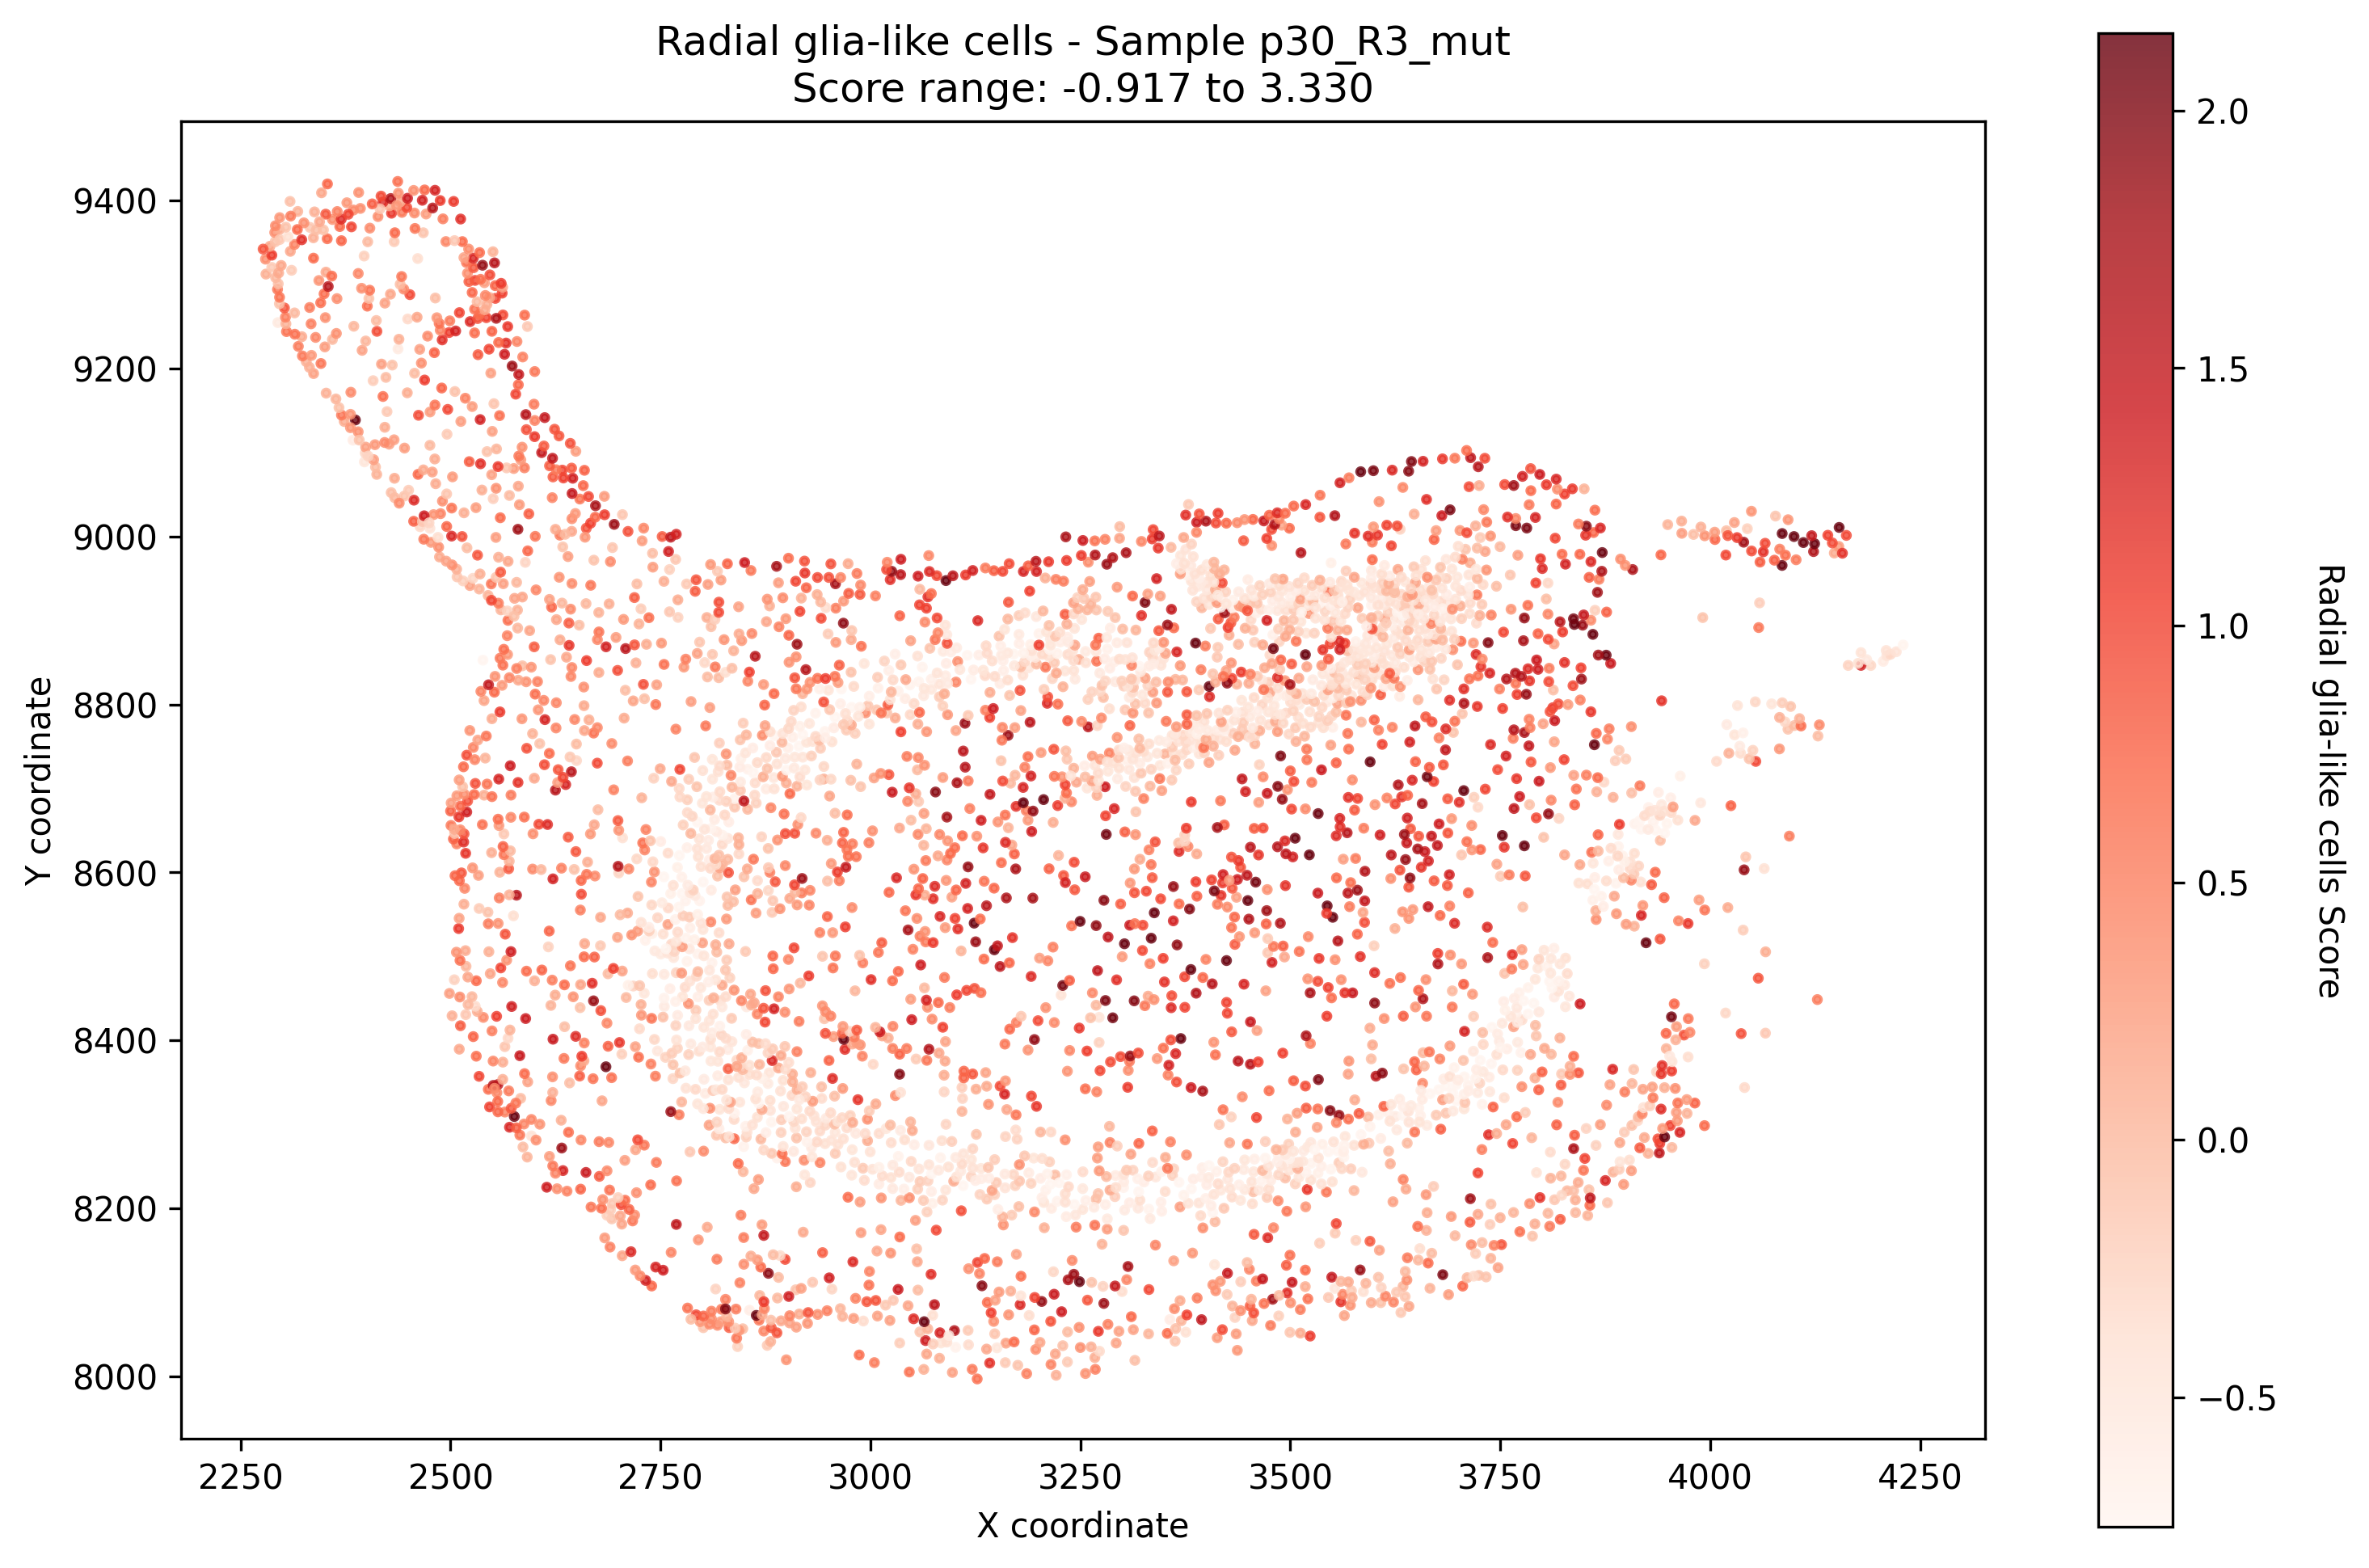 Radial glia-like cells - Sample p30_R3_mut
Score range: -0.917 to 3.330
Y coordinate
9400
9200
9000
8800
8600
8400
8200
8000
2250 2500 2750 3000 3250 3500 3750 4000 4250
X coordinate
2.0
1.5
1.0
0.5
0.0
−0.5
Radial glia-like cells Score